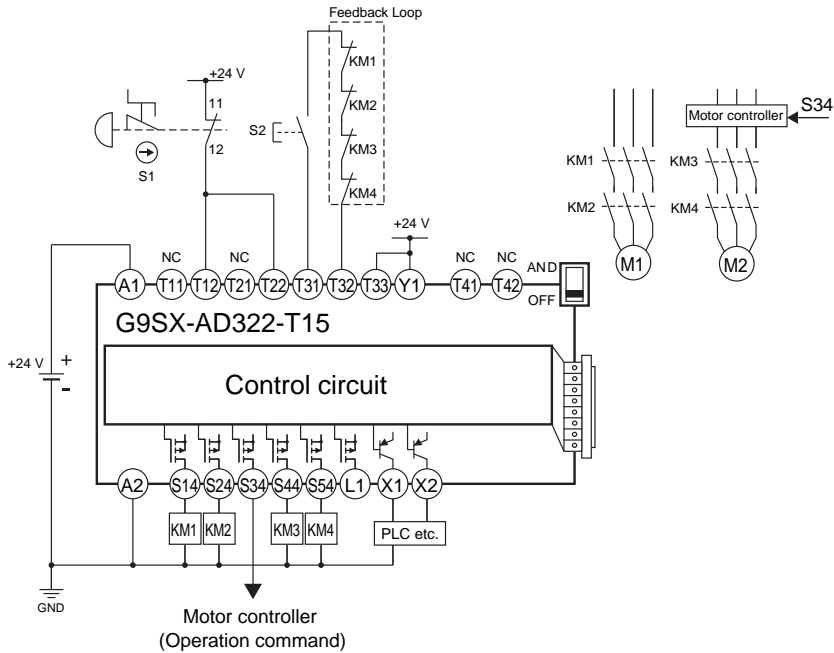 Feedback Loop
+24 V
11
12
S1
S2
KM1
KM2
KM3
KM4
+24 V
Motor controller
S34
KM1
KM3
KM2
KM4
M1
M2
NC
NC
NC
NC
A1
T11
T12
T21
T22
T31
T32
T33
Y1
T41
T42
AND
OFF
G9SX-AD322-T15
+24 V
+
-
Control circuit
A2
S14
S24
S34
S44
S54
L1
X1
X2
KM1
KM2
KM3
KM4
PLC etc.
GND
Motor controller
(Operation command)